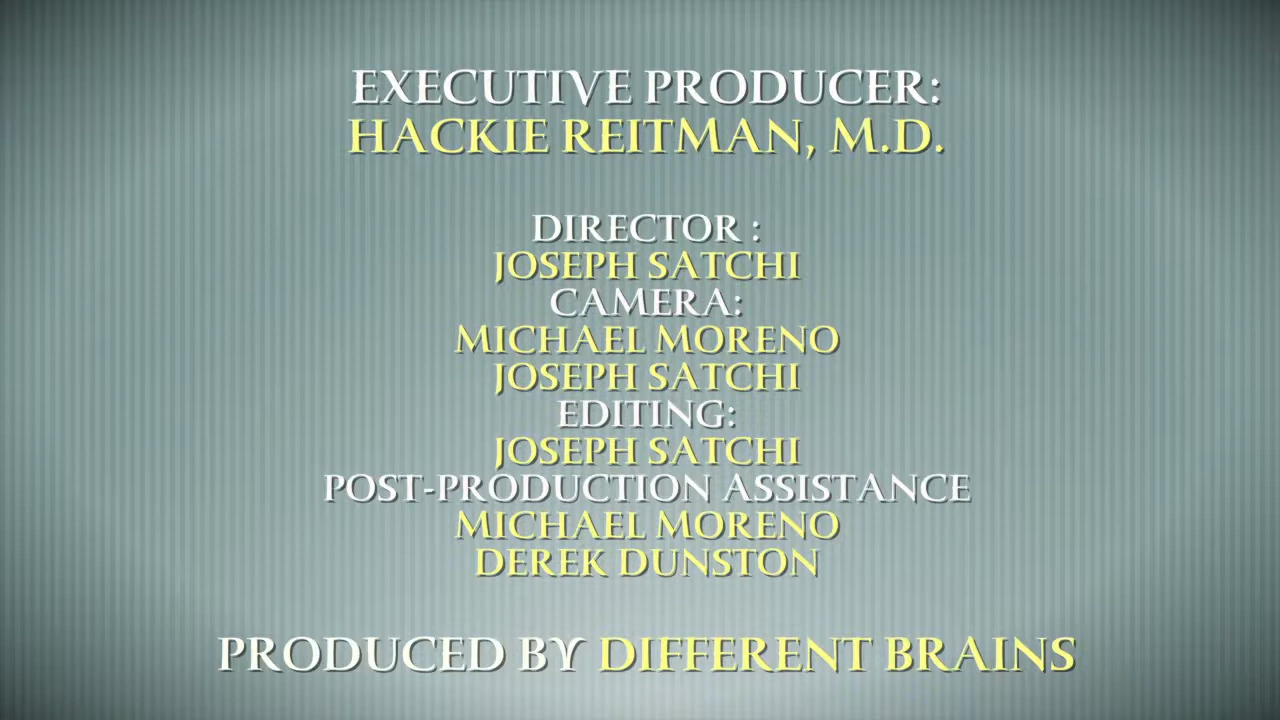 EXECUTIVE PRODUCER:
HACKIE REITMAN, M.D.
DIRECTOR :
JOSEPH SATCHI
CAMERA:
MICHAEL MORENO
JOSEPH SATCHI
EDITING:
JOSEPH SATCHI
POST-PRODUCTION ASSISTANCE
MICHAEL MORENO
DEREK DUNSTON
PRODUCED BY DIFFERENT BRAINS